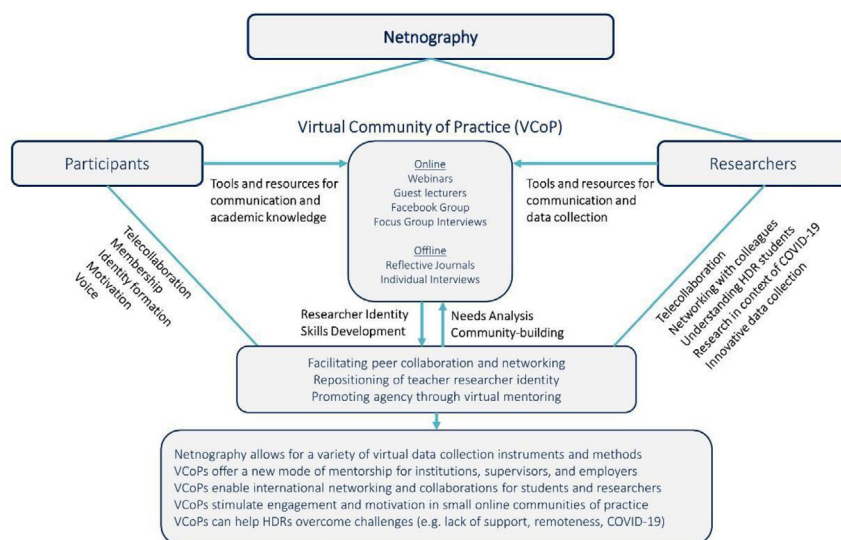 Netnography
Virtual Community of Practice (VCoP)
Participants
Researchers
Online
Webinars
Guest lecturers
Facebook Group
Focus Group Interviews
Offline
Reflective Journals
Individual Interviews
Tools and resources for
communication and
academic knowledge
Tools and resources for
communication and
data collection
Telecollaboration
Membership
Identity formation
Motivation
Voice
Telecollaboration
Networking with colleagues
Understanding HDR students
Research in context of COVID-19
Innovative data collection
Researcher Identity
Skills Development
Needs Analysis
Community-building
Facilitating peer collaboration and networking
Repositioning of teacher researcher identity
Promoting agency through virtual mentoring
Netnography allows for a variety of virtual data collection instruments and methods
VCoPs offer a new mode of mentorship for institutions, supervisors, and employers
VCoPs enable international networking and collaborations for students and researchers
VCoPs stimulate engagement and motivation in small online communities of practice
VCoPs can help HDRs overcome challenges (e.g. lack of support, remoteness, COVID-19)